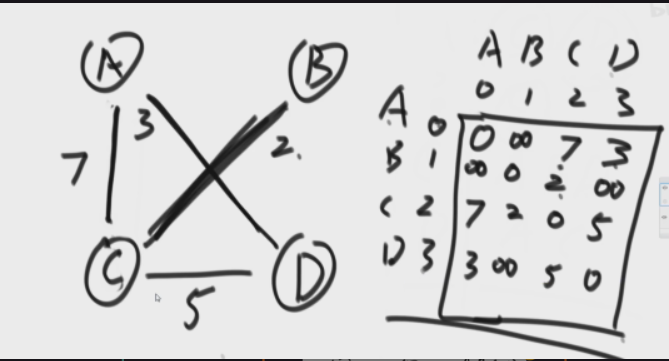 A B
3 2.
7
C D
5
A B C D
0 1 2 3
A 0 0 ∞ 7 3
B 1 ∞ 0 2 ∞
C 2 7 2 0 5
D 3 3 ∞ 5 0